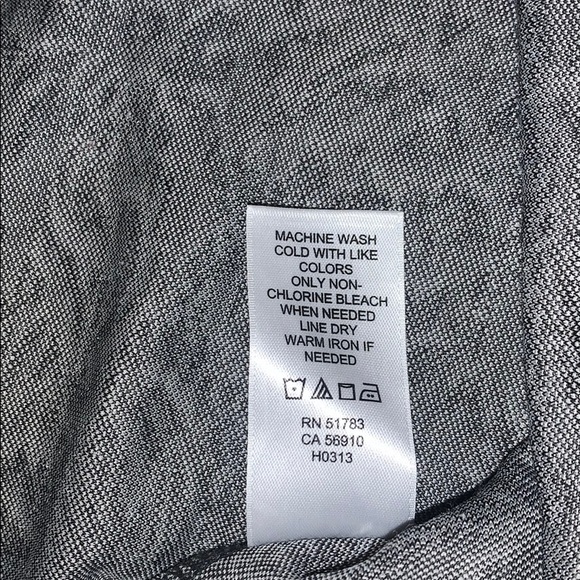 MACHINE WASH
COLD WITH LIKE
COLORS
ONLY NON-
CHLORINE BLEACH
WHEN NEEDED
LINE DRY
WARM IRON IF
NEEDED
RN 51783
CA 56910
H0313